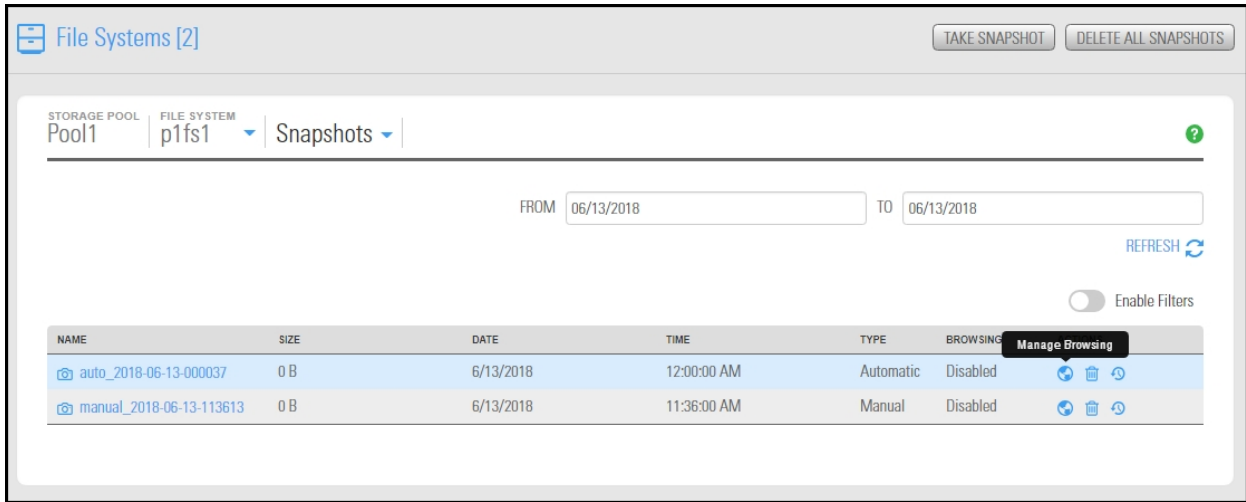 File Systems [2]
TAKE SNAPSHOT DELETE ALL SNAPSHOTS
STORAGE POOL FILE SYSTEM
Pool1 p1fs1 Snapshots
?
FROM 06/13/2018 TO 06/13/2018
REFRESH
Enable Filters
NAME SIZE DATE TIME TYPE BROWSING
Manage Browsing
auto_2018-06-13-000037 0 B 6/13/2018 12:00:00 AM Automatic Disabled
manual_2018-06-13-113613 0 B 6/13/2018 11:36:00 AM Manual Disabled